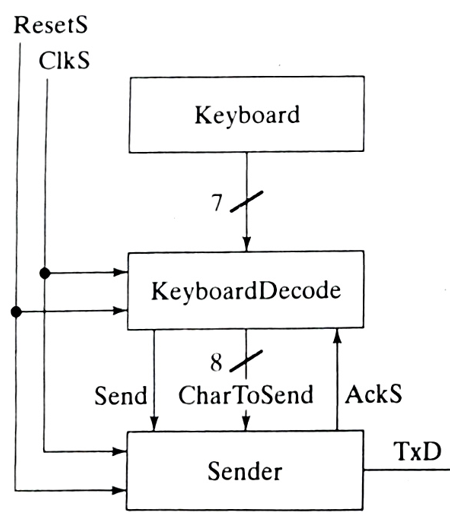 ResetS
ClkS
Keyboard
7
KeyboardDecode
8
Send CharToSend AckS
TxD
Sender